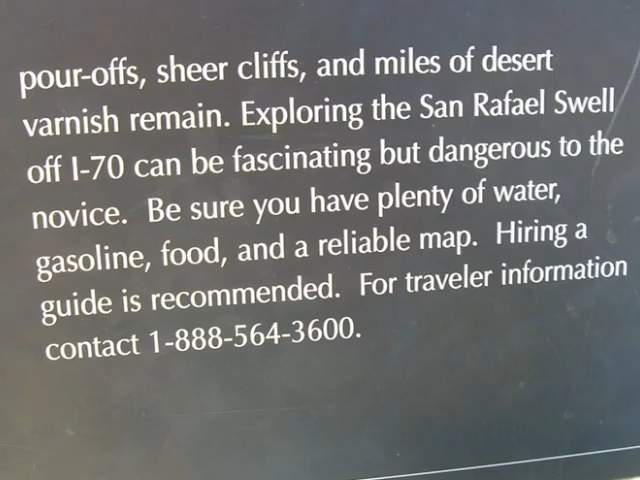 pour-offs, sheer cliffs, and miles of desert
varnish remain. Exploring the San Rafael Swell
off I-70 can be fascinating but dangerous to the
novice. Be sure you have plenty of water,
gasoline, food, and a reliable map. Hiring a
guide is recommended. For traveler information
contact 1-888-564-3600.